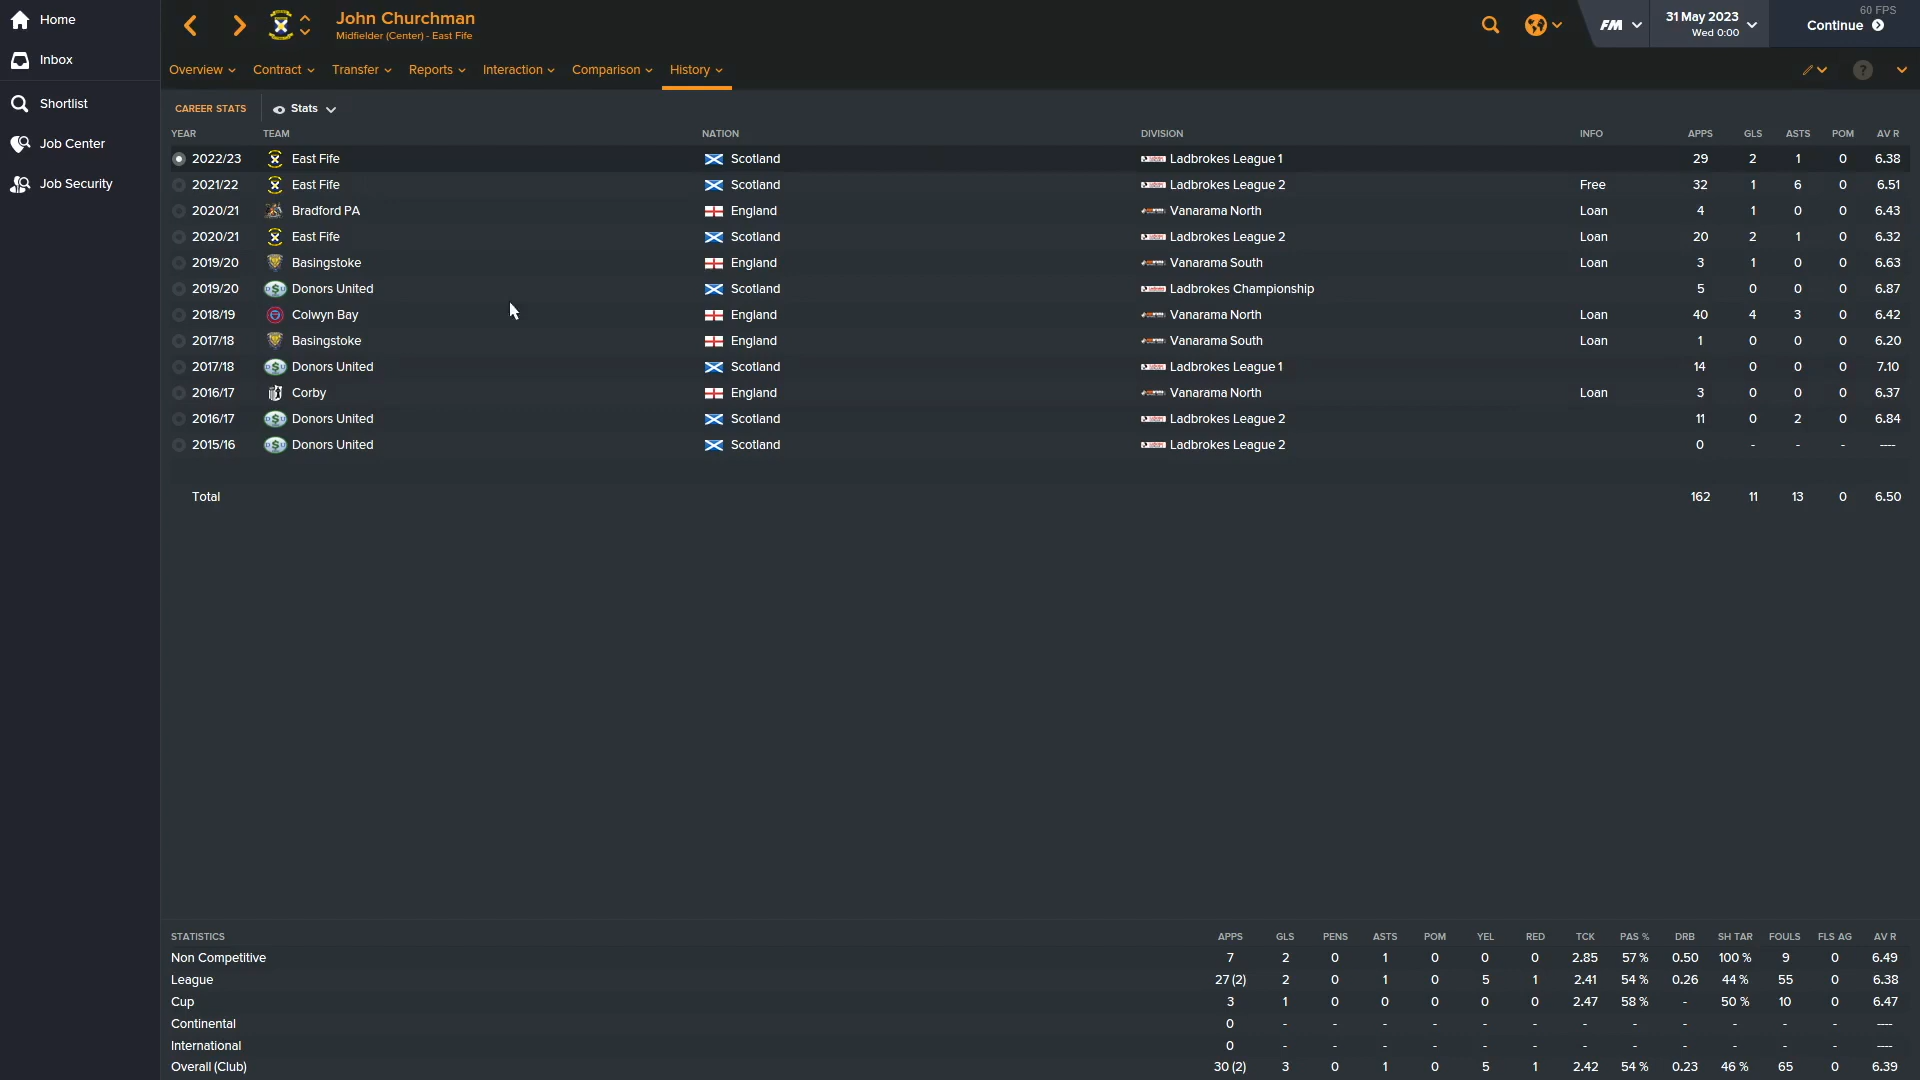 Home
Inbox
Shortlist
Job Center
Job Security
John Churchman
Midfielder (Center) - East Fife
FM
31 May 2023
Wed 0:00
60 FPS
Continue
Overview Contract Transfer Reports Interaction Comparison History
?
CAREER STATS Stats
YEAR TEAM NATION DIVISION INFO APPS GLS ASTS POM AV R
2022/23 East Fife Scotland Ladbrokes League 1 29 2 1 0 6.38
2021/22 East Fife Scotland Ladbrokes League 2 Free 32 1 6 0 6.51
2020/21 Bradford PA England Vanarama North Loan 4 1 0 0 6.43
2020/21 East Fife Scotland Ladbrokes League 2 Loan 20 2 1 0 6.32
2019/20 Basingstoke England Vanarama South Loan 3 1 0 0 6.63
2019/20 Donors United Scotland Ladbrokes Championship 5 0 0 0 6.87
2018/19 Colwyn Bay England Vanarama North Loan 40 4 3 0 6.42
2017/18 Basingstoke England Vanarama South Loan 1 0 0 0 6.20
2017/18 Donors United Scotland Ladbrokes League 1 14 0 0 0 7.10
2016/17 Corby England Vanarama North Loan 3 0 0 0 6.37
2016/17 Donors United Scotland Ladbrokes League 2 11 0 2 0 6.84
2015/16 Donors United Scotland Ladbrokes League 2 0 - - - ----
Total 162 11 13 0 6.50
STATISTICS APPS GLS PENS ASTS POM YEL RED TCK PAS % DRB SH TAR FOULS FLS AG AV R
Non Competitive 7 2 0 1 0 0 0 2.85 57 % 0.50 100 % 9 0 6.49
League 27 (2) 2 0 1 0 5 1 2.41 54 % 0.26 44 % 55 0 6.38
Cup 3 1 0 0 0 0 0 2.47 58 % - 50 % 10 0 6.47
Continental 0 - - - - - - - - - - - - ----
International 0 - - - - - - - - - - - - ----
Overall (Club) 30 (2) 3 0 1 0 5 1 2.42 54 % 0.23 46 % 65 0 6.39